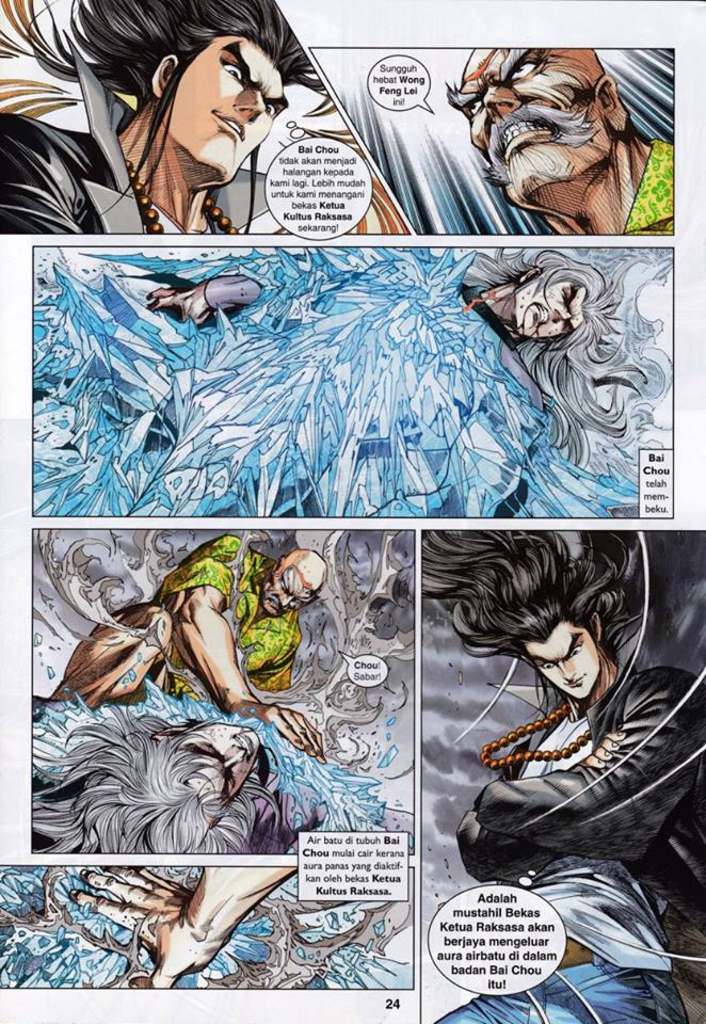 Bai Chou
tidak akan menjadi
halangan kepada
kami lagi. Lebih mudah
untuk kami menangani
bekas Ketua
Kultus Raksasa
sekarang!
Sungguh
hebat Wong
Feng Lei
ini!
Bai
Chou
telah
mem-
beku.
Chou!
Sabar!
Air batu di tubuh Bai
Chou mulai cair kerana
aura panas yang diaktif-
kan oleh bekas Ketua
Kultus Raksasa.
Adalah
mustahil Bekas
Ketua Raksasa akan
berjaya mengeluar
aura airbatu di dalam
badan Bai Chou
itu!
24